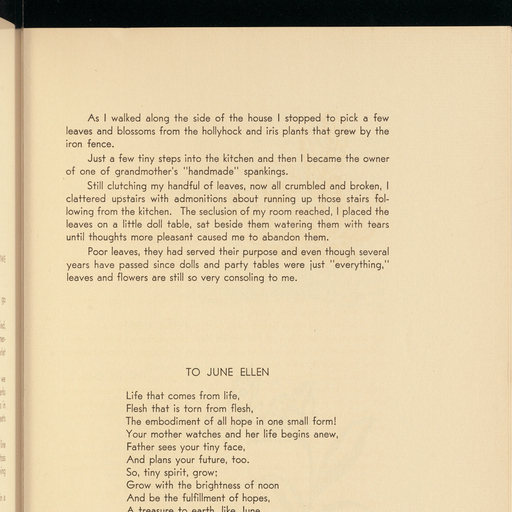 As I walked along the side of the house I stopped to pick a few
leaves and blossoms from the hollyhock and iris plants that grew by the
iron fence.
Just a few tiny steps into the kitchen and then I became the owner
of one of grandmother's "handmade" spankings.
Still clutching my handful of leaves, now all crumbled and broken, I
clattered upstairs with admonitions about running up those stairs fol-
lowing from the kitchen. The seclusion of my room reached, I placed the
leaves on a little doll table, sat beside them watering them with tears
until thoughts more pleasant caused me to abandon them.
Poor leaves, they had served their purpose and even though several
years have passed since dolls and party tables were just "everything,"
leaves and flowers are still so very consoling to me.
TO JUNE ELLEN
Life that comes from life,
Flesh that is torn from flesh,
The embodiment of all hope in one small form!
Your mother watches and her life begins anew,
Father sees your tiny face,
And plans your future, too.
So, tiny spirit, grow;
Grow with the brightness of noon
And be the fulfillment of hopes,
A treasure to earth, like June